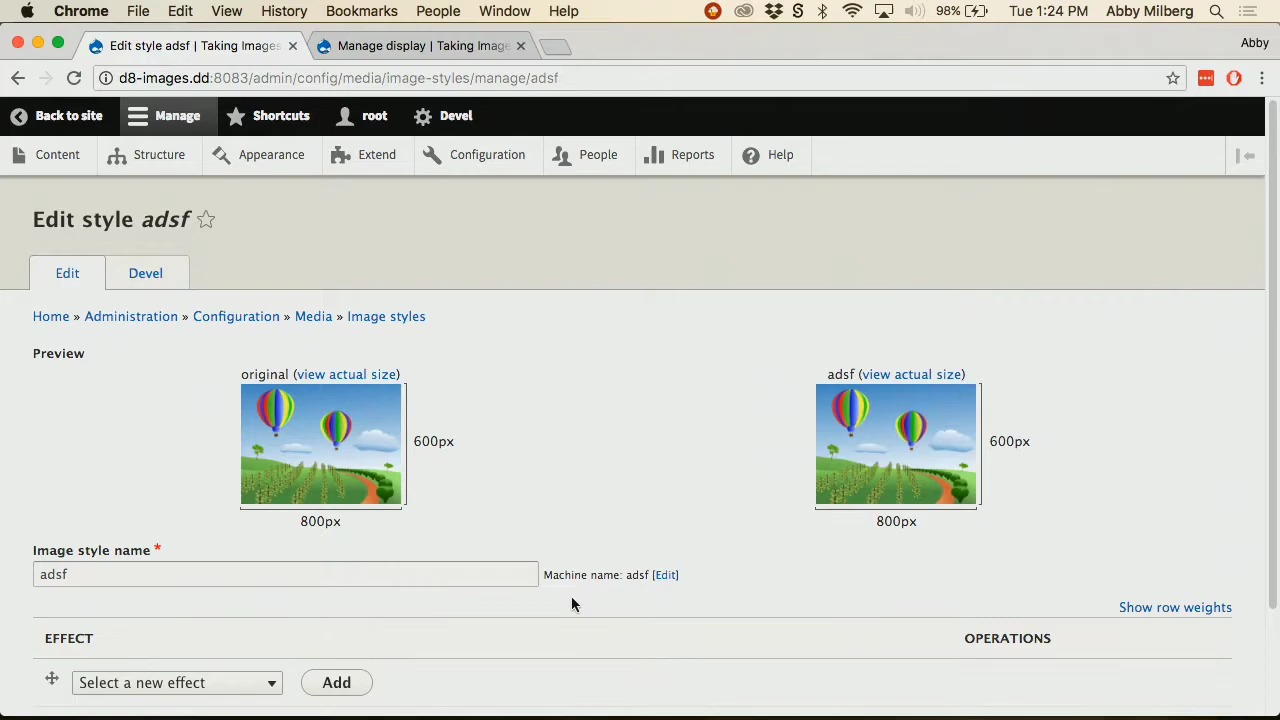 Chrome File Edit View History Bookmarks People Window Help 98% Tue 1:24 PM Abby Milberg
Edit style adsf | Taking Images Manage display | Taking Image Abby
d8-images.dd:8083/admin/config/media/image-styles/manage/adsf
Back to site Manage Shortcuts root Devel
Content Structure Appearance Extend Configuration People Reports Help
Edit style adsf
Edit Devel
Home » Administration » Configuration » Media » Image styles
Preview
original (view actual size) adsf (view actual size)
600px 600px
800px 800px
Image style name *
adsf Machine name: adsf [Edit]
Show row weights
EFFECT OPERATIONS
Select a new effect Add